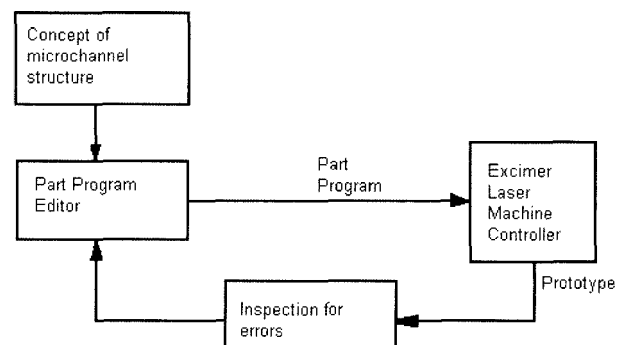 Concept of
microchannel
structure
Part Program
Editor
Part
Program
Excimer
Laser
Machine
Controller
Prototype
Inspection for
errors